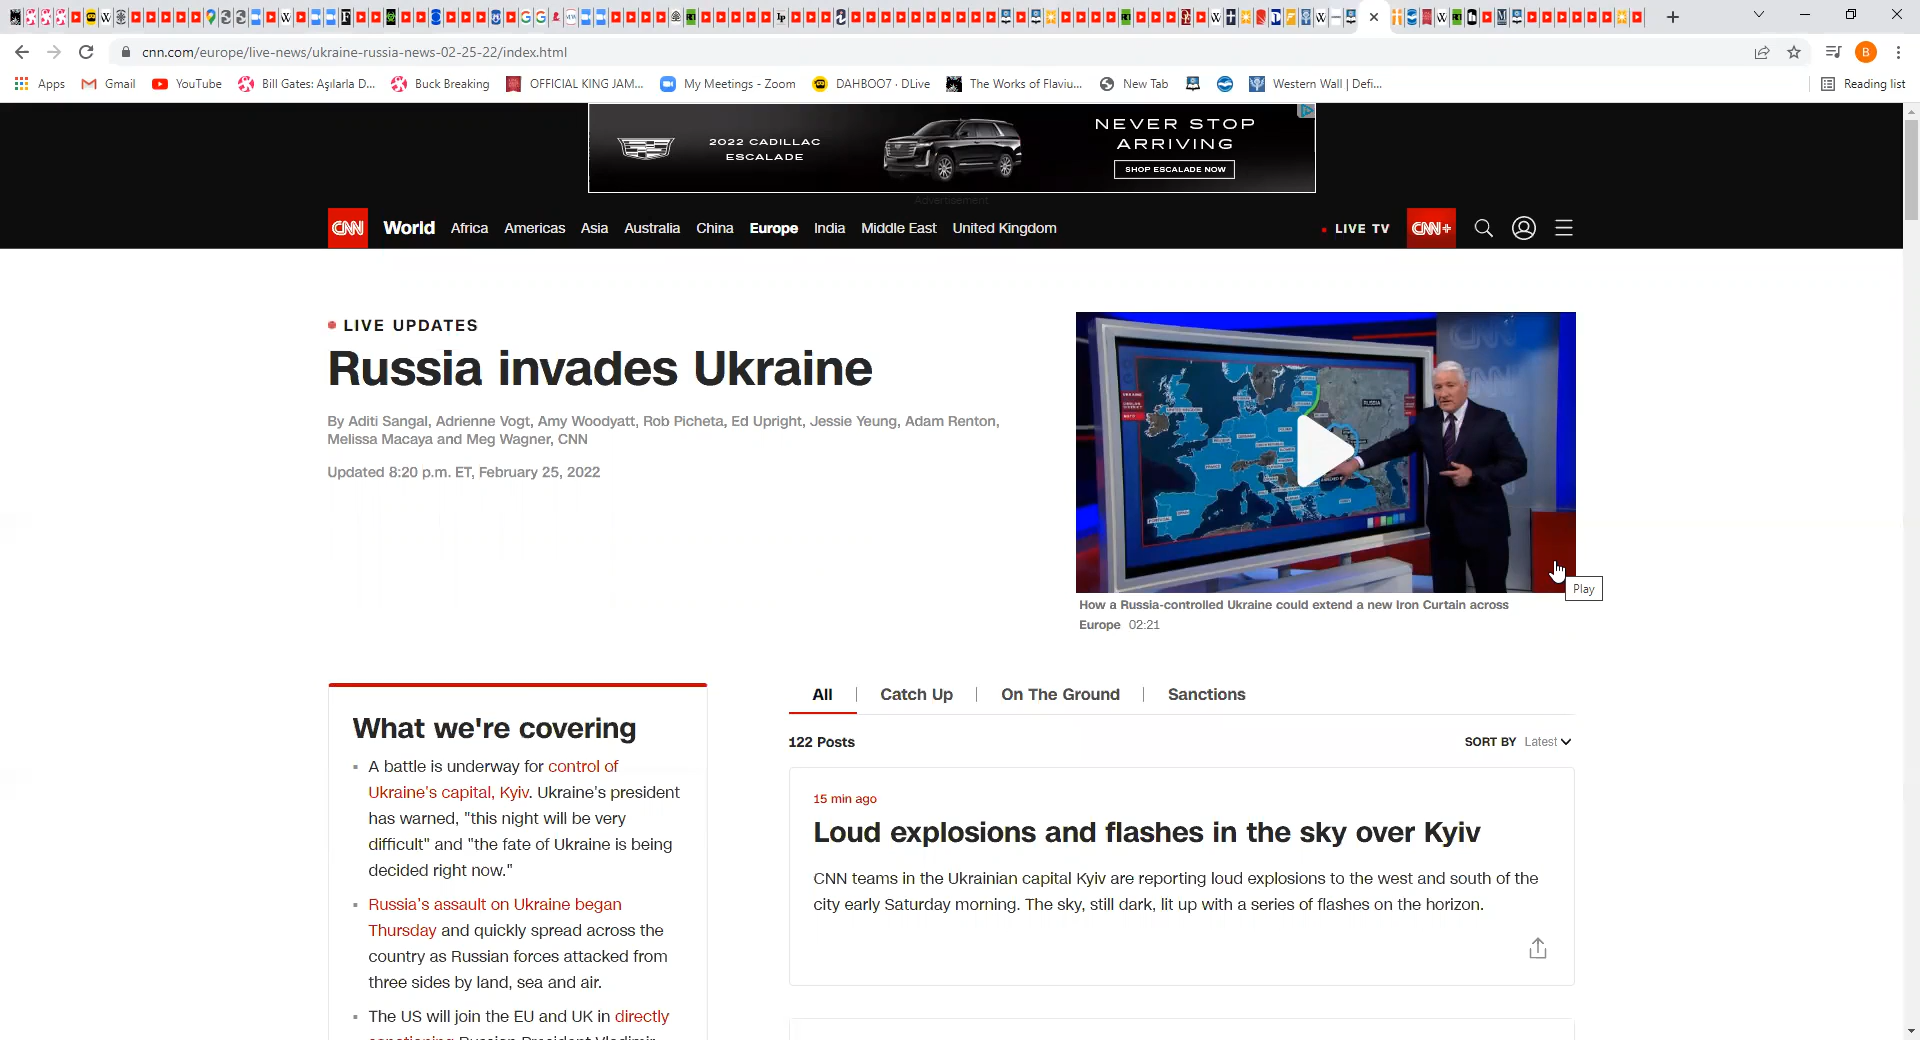 cnn.com/europe/live-news/ukraine-russia-news-02-25-22/index.html
B
Apps
Gmail
YouTube
Bill Gates: Aşılarla D...
Buck Breaking
OFFICIAL KING JAM...
My Meetings - Zoom
DAHBOO7 · DLive
The Works of Flaviu...
New Tab
Western Wall | Defi...
Reading list
2022 CADILLAC
ESCALADE
NEVER STOP
ARRIVING
SHOP ESCALADE NOW
Advertisement
CNN World Africa Americas Asia Australia China Europe India Middle East United Kingdom
LIVE TV CNN+
LIVE UPDATES
Russia invades Ukraine
By Aditi Sangal, Adrienne Vogt, Amy Woodyatt, Rob Picheta, Ed Upright, Jessie Yeung, Adam Renton,
Melissa Macaya and Meg Wagner, CNN
Updated 8:20 p.m. ET, February 25, 2022
RUSSIA
Play
How a Russia-controlled Ukraine could extend a new Iron Curtain across
Europe 02:21
What we're covering
▪ A battle is underway for control of
Ukraine's capital, Kyiv. Ukraine's president
has warned, "this night will be very
difficult" and "the fate of Ukraine is being
decided right now."
▪ Russia's assault on Ukraine began
Thursday and quickly spread across the
country as Russian forces attacked from
three sides by land, sea and air.
▪ The US will join the EU and UK in directly
sanctioning Russian President Vladimir
All | Catch Up | On The Ground | Sanctions
122 Posts
SORT BY Latest
15 min ago
Loud explosions and flashes in the sky over Kyiv
CNN teams in the Ukrainian capital Kyiv are reporting loud explosions to the west and south of the
city early Saturday morning. The sky, still dark, lit up with a series of flashes on the horizon.